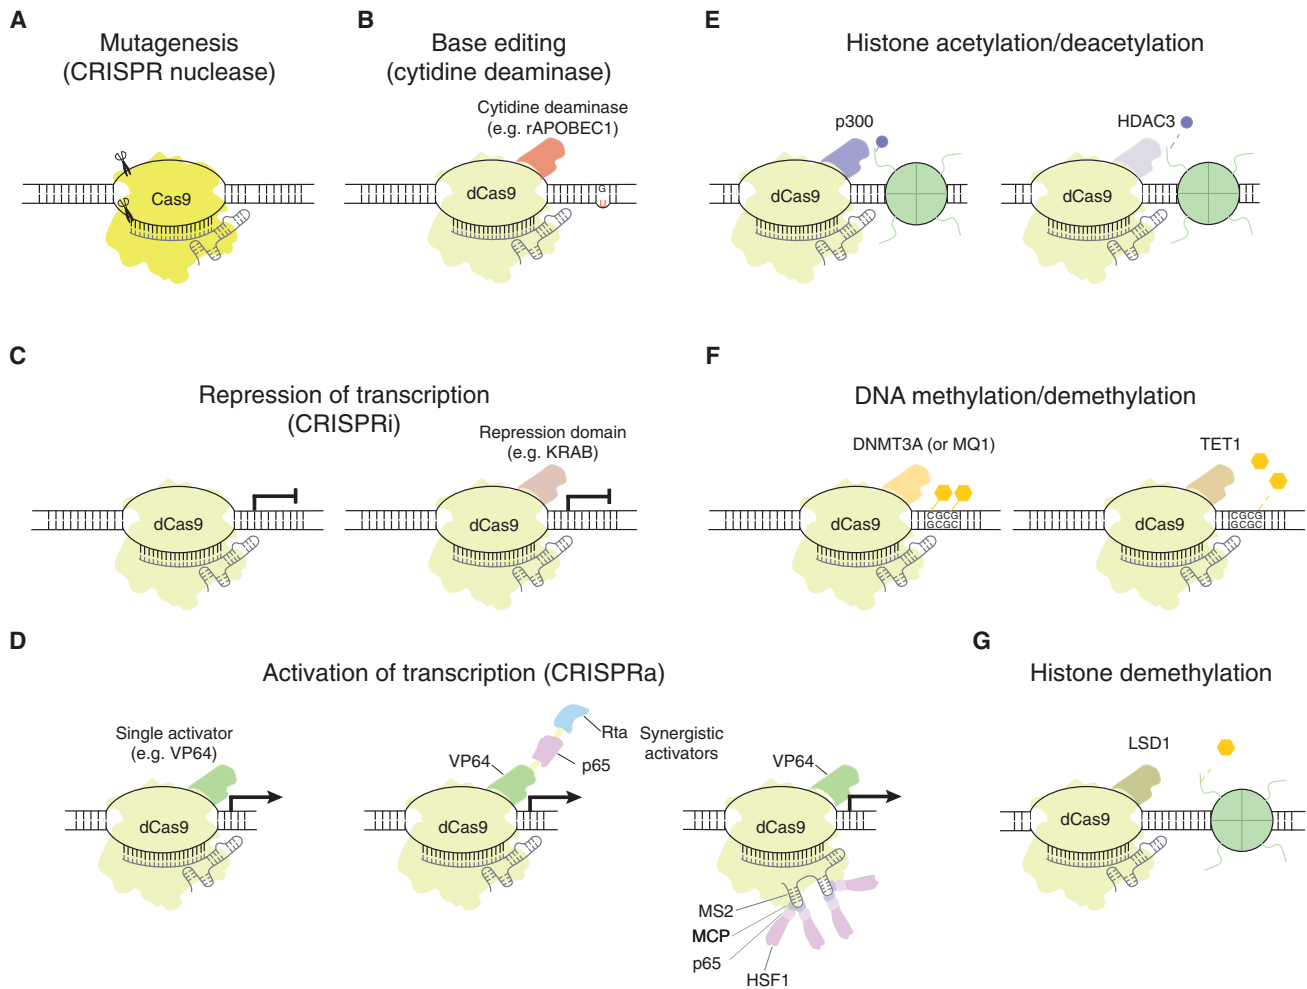 A
Mutagenesis
(CRISPR nuclease)
Cas9
B
Base editing
(cytidine deaminase)
Cytidine deaminase
(e.g. rAPOBEC1)
dCas9
G
U
E
Histone acetylation/deacetylation
p300
dCas9
HDAC3
dCas9
C
Repression of transcription
(CRISPRi)
dCas9
Repression domain
(e.g. KRAB)
dCas9
F
DNA methylation/demethylation
DNMT3A (or MQ1)
dCas9
CGCG
GCGC
TET1
dCas9
CGCG
GCGC
D
Activation of transcription (CRISPRa)
Single activator
(e.g. VP64)
dCas9
VP64
Rta
p65
dCas9
Synergistic
activators
VP64
dCas9
MS2
MCP
p65
HSF1
G
Histone demethylation
LSD1
dCas9